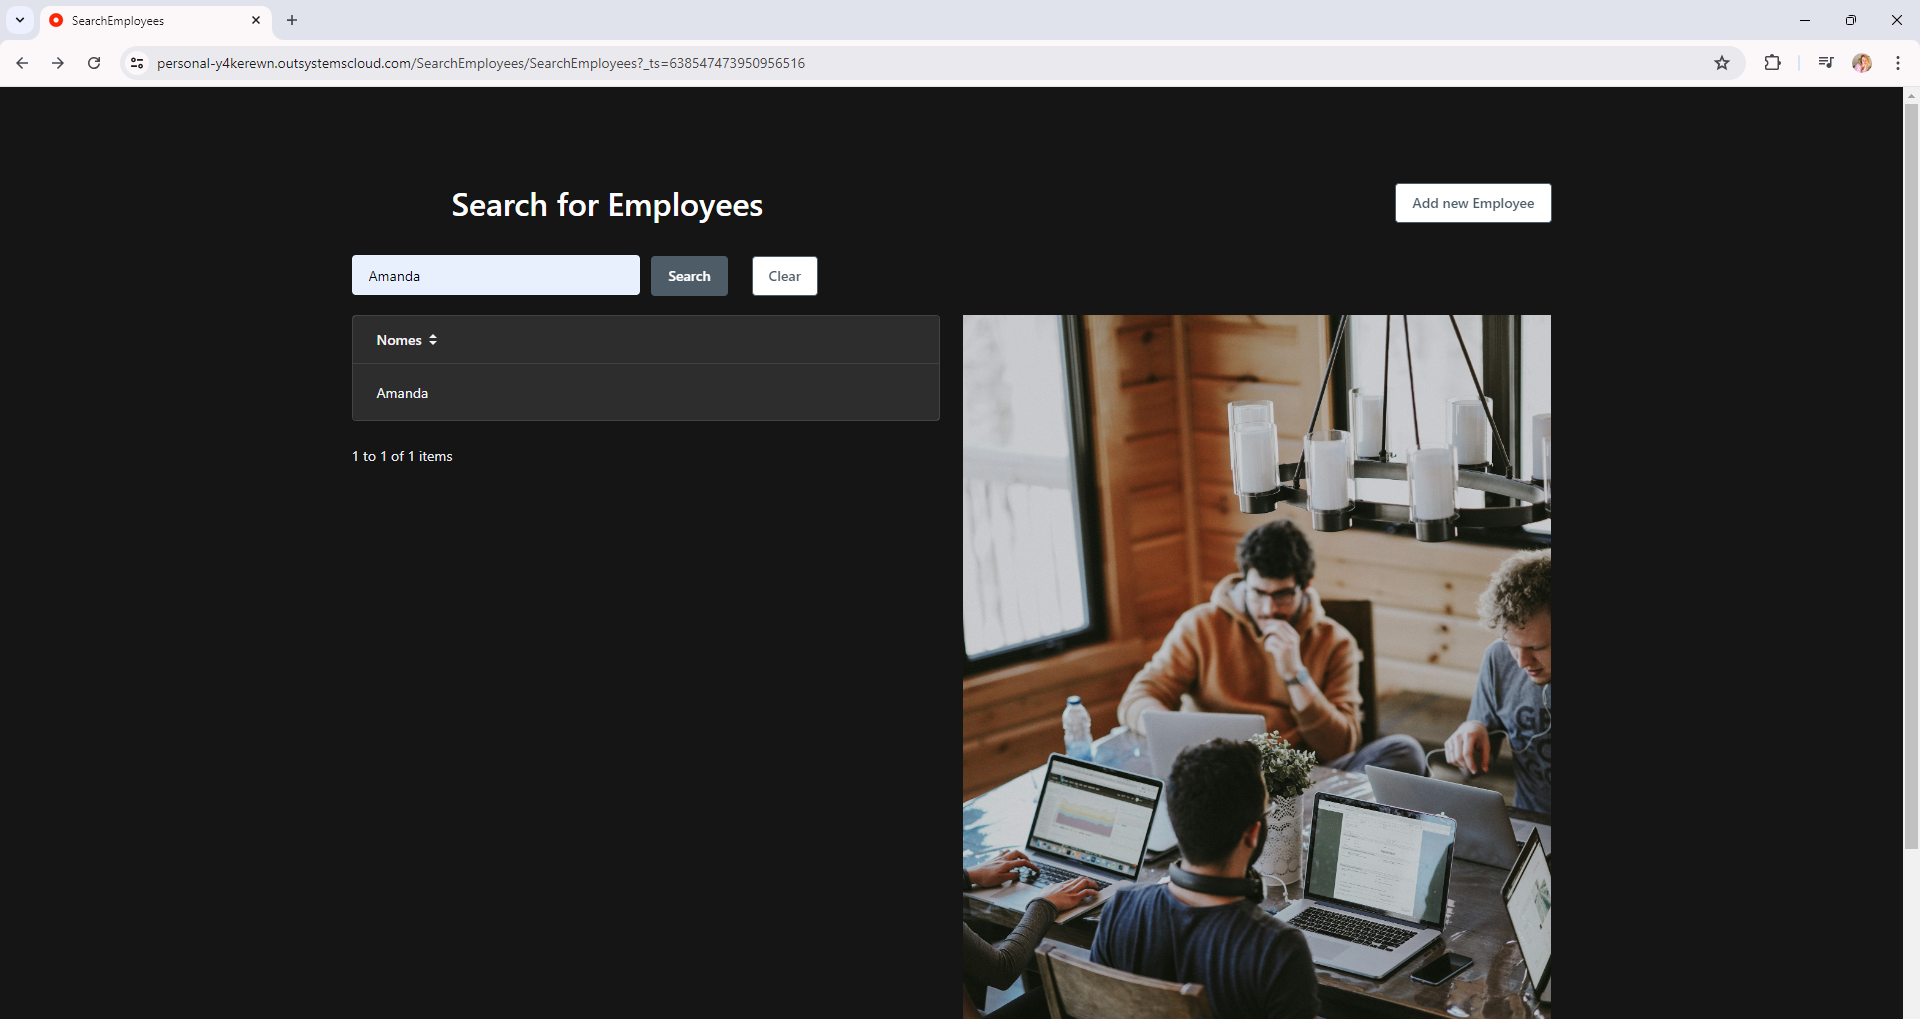 SearchEmployees
personal-y4kerewn.outsystemscloud.com/SearchEmployees/SearchEmployees?_ts=638547473950956516
Search for Employees
Add new Employee
Amanda
Search
Clear
Nomes
Amanda
1 to 1 of 1 items